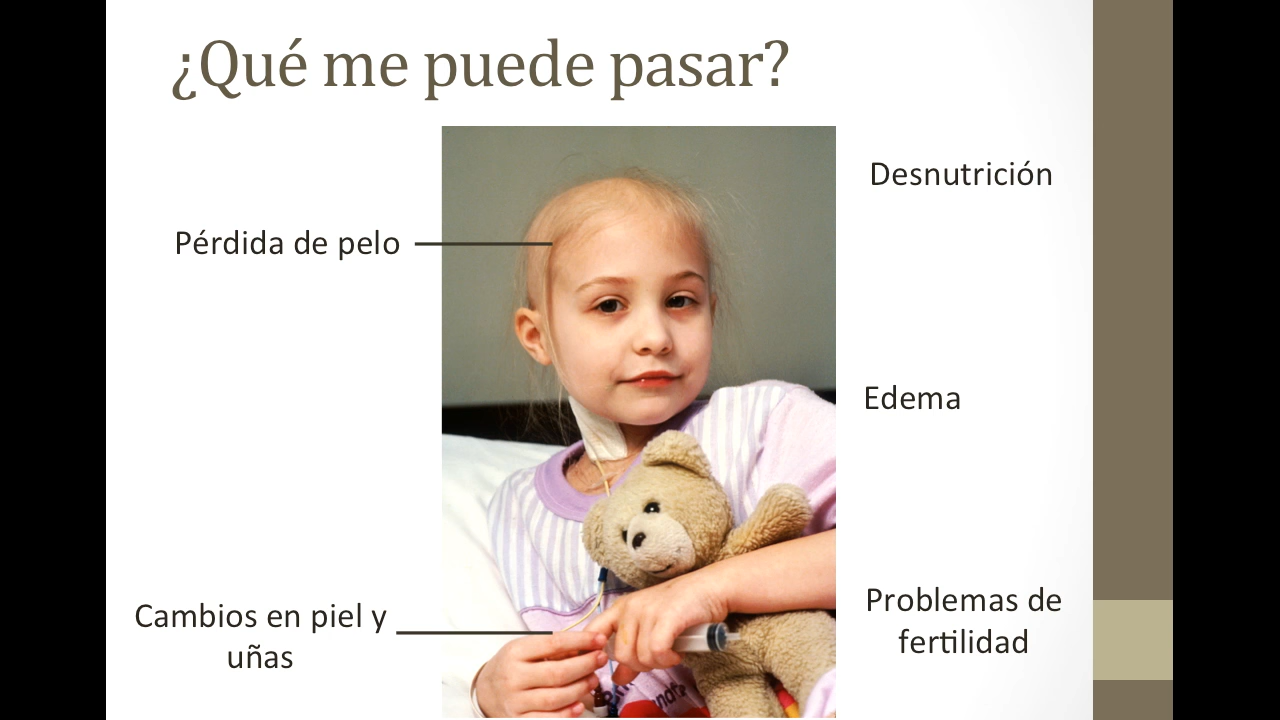 ¿Qué me puede pasar?
Desnutrición
Pérdida de pelo
Edema
Cambios en piel y
uñas
Problemas de
fertilidad